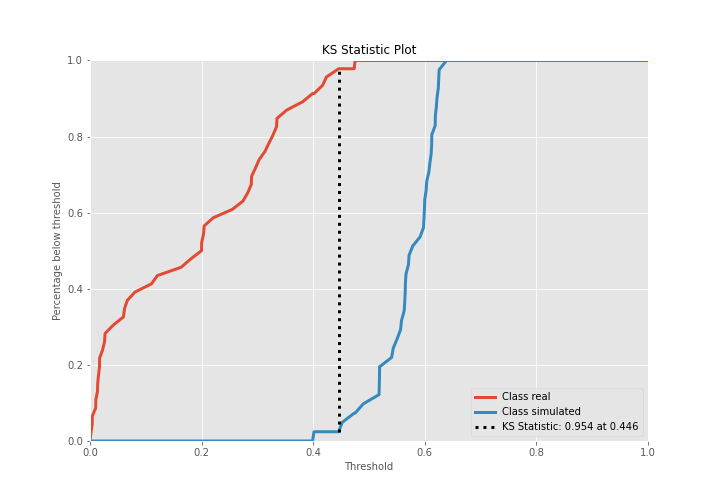 KS Statistic Plot
1.0
0.8
0.6
0.4
0.2
0.0
Percentage below threshold
Class real
Class simulated
KS Statistic: 0.954 at 0.446
0.0 0.2 0.4 0.6 0.8 1.0
Threshold